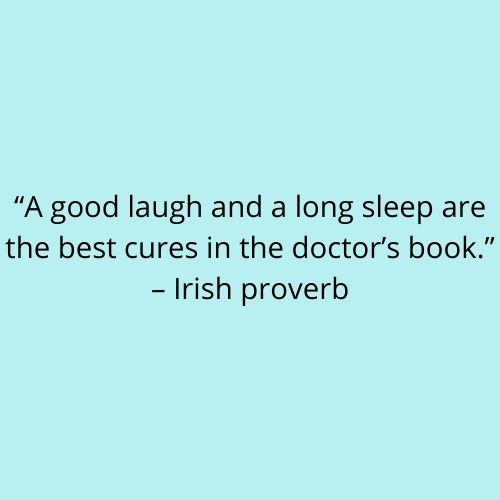 “A good laugh and a long sleep are
the best cures in the doctor’s book.”
– Irish proverb